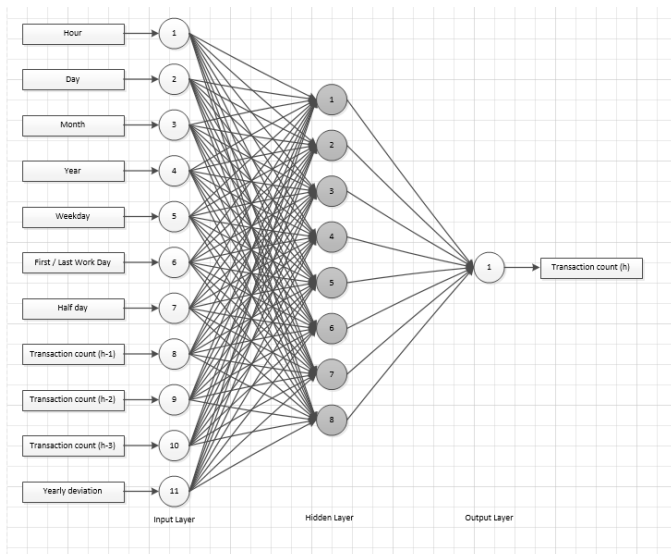 Hour
1
Day
2
Month
3
Year
4
Weekday
5
First / Last Work Day
6
Half day
7
Transaction count (h-1)
8
Transaction count (h-2)
9
Transaction count (h-3)
10
Yearly deviation
11
Input Layer
1
2
3
4
5
6
7
8
Hidden Layer
1
Transaction count (h)
Output Layer